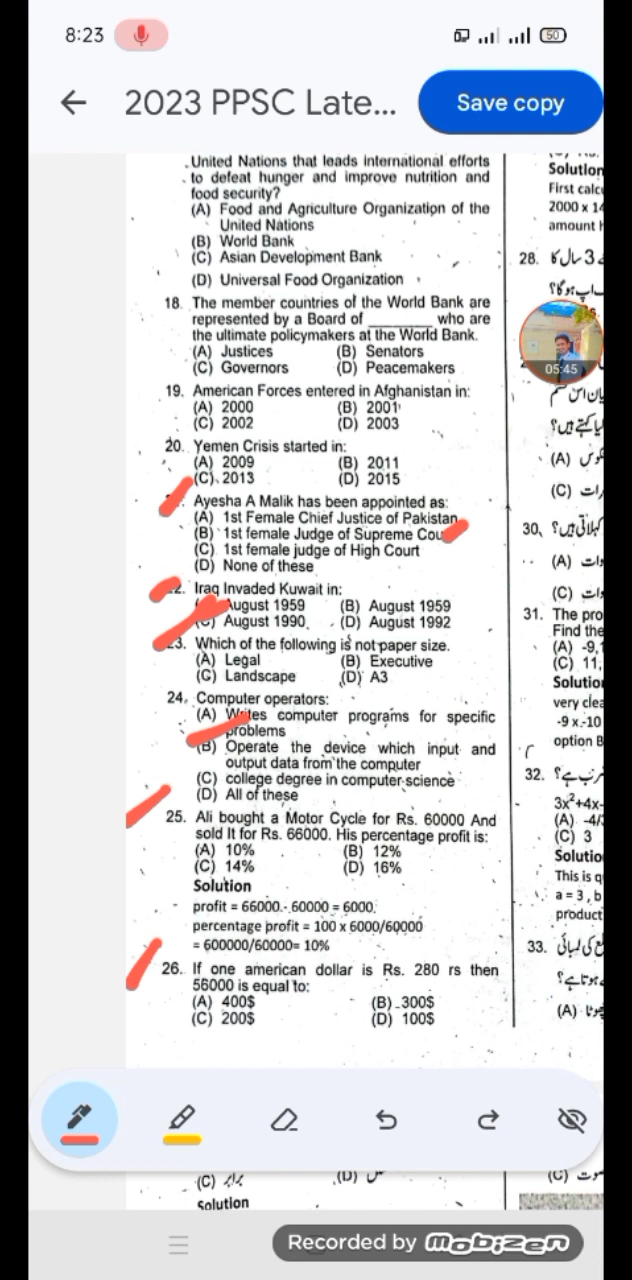 8:23
50
2023 PPSC Late...
Save copy
United Nations that leads international efforts
to defeat hunger and improve nutrition and
food security?
(A) Food and Agriculture Organization of the
United Nations
(B) World Bank
(C) Asian Development Bank
(D) Universal Food Organization
18. The member countries of the World Bank are
represented by a Board of ________ who are
the ultimate policymakers at the World Bank.
(A) Justices (B) Senators
(C) Governors (D) Peacemakers
19. American Forces entered in Afghanistan in:
(A) 2000 (B) 2001
(C) 2002 (D) 2003
20. Yemen Crisis started in:
(A) 2009 (B) 2011
(C) 2013 (D) 2015
Ayesha A Malik has been appointed as:
(A) 1st Female Chief Justice of Pakistan
(B) 1st female Judge of Supreme Cou
(C) 1st female judge of High Court
(D) None of these
2. Iraq Invaded Kuwait in:
August 1959 (B) August 1959
(C) August 1990 (D) August 1992
23. Which of the following is not paper size.
(A) Legal (B) Executive
(C) Landscape (D) A3
24. Computer operators:
(A) Writes computer programs for specific
problems
(B) Operate the device which input and
output data from the computer
(C) college degree in computer science
(D) All of these
25. Ali bought a Motor Cycle for Rs. 60000 And
sold It for Rs. 66000. His percentage profit is:
(A) 10% (B) 12%
(C) 14% (D) 16%
Solution
profit = 66000 - 60000 = 6000
percentage profit = 100 x 6000/60000
= 600000/60000= 10%
26. If one american dollar is Rs. 280 rs then
56000 is equal to:
(A) 400$ (B) 300$
(C) 200$ (D) 100$
Solution
First calc
2000 x 14
amount
28.
05:45
(A)
(C)
30.
(A)
(C)
31. The pro
Find the
(A) -9,
(C) 11,
Solution
very clea
-9 x -10
option B
32.
3x²+4x-
(A) -4/
(C) 3
Solutio
This is q
a = 3 , b
product
33.
(A)
(C)
(D)
(C)
Solution
Recorded by mobizen